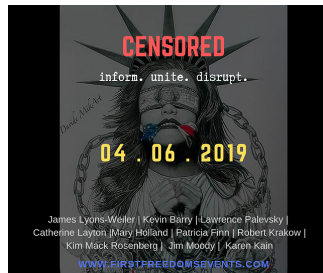 CENSORED
inform. unite. disrupt.
04 . 06 . 2019
James Lyons-Weiler | Kevin Barry | Lawrence Palevsky |
Catherine Layton |Mary Holland | Patricia Finn | Robert Krakow |
Kim Mack Rosenberg | Jim Moody | Karen Kain
WWW.FIRSTFREEDOMSEVENTS.COM